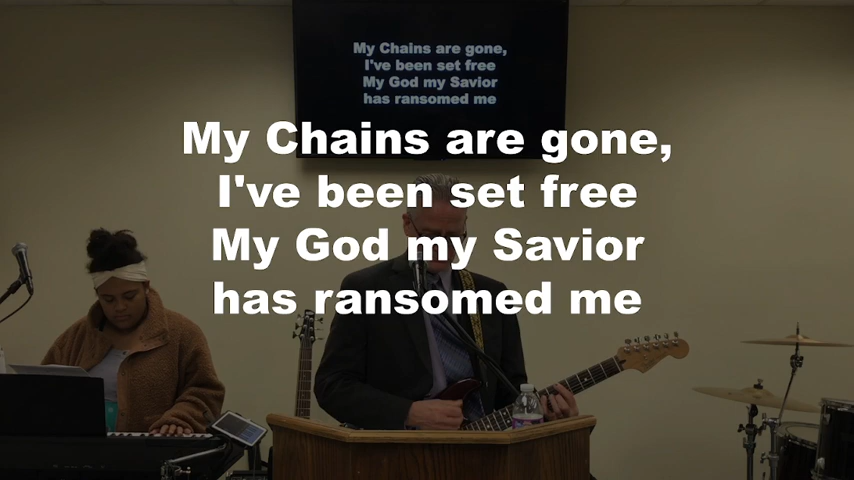 My Chains are gone,
I've been set free
My God my Savior
has ransomed me
My Chains are gone,
I've been set free
My God my Savior
has ransomed me